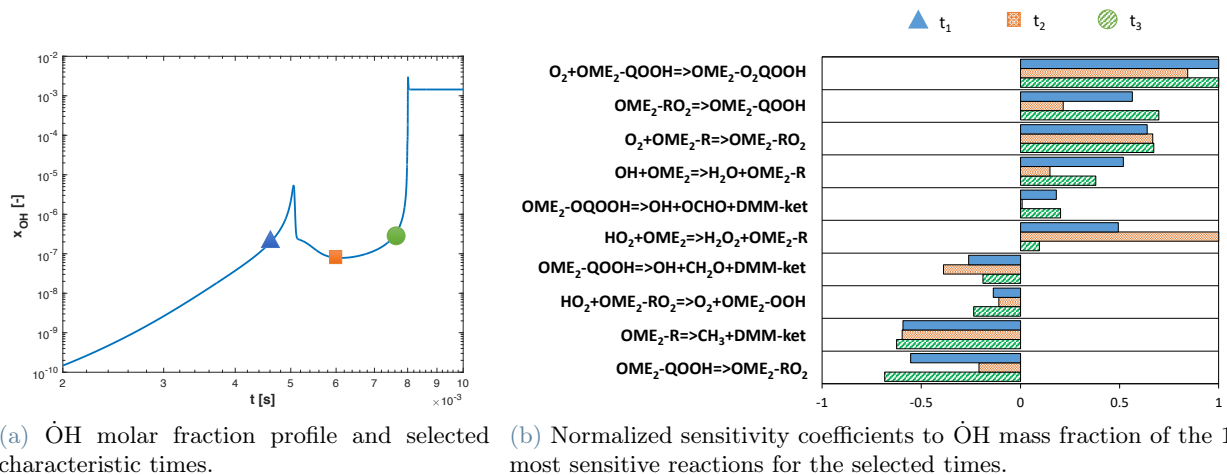 t₁ t₂ t₃
10⁻²
10⁻³
10⁻⁴
10⁻⁵
10⁻⁶
10⁻⁷
10⁻⁸
10⁻⁹
10⁻¹⁰
x_OH [-]
2 3 4 5 6 7 8 9 10
t [s]
×10⁻³
O₂+OME₂-QOOH=>OME₂-O₂QOOH
OME₂-RO₂=>OME₂-QOOH
O₂+OME₂-R=>OME₂-RO₂
OH+OME₂=>H₂O+OME₂-R
OME₂-OQOOH=>OH+OCHO+DMM-ket
HO₂+OME₂=>H₂O₂+OME₂-R
OME₂-QOOH=>OH+CH₂O+DMM-ket
HO₂+OME₂-RO₂=>O₂+OME₂-OOH
OME₂-R=>CH₃+DMM-ket
OME₂-QOOH=>OME₂-RO₂
-1 -0.5 0 0.5 1
(a) ȮH molar fraction profile and selected
characteristic times.
(b) Normalized sensitivity coefficients to ȮH mass fraction of the 1
most sensitive reactions for the selected times.